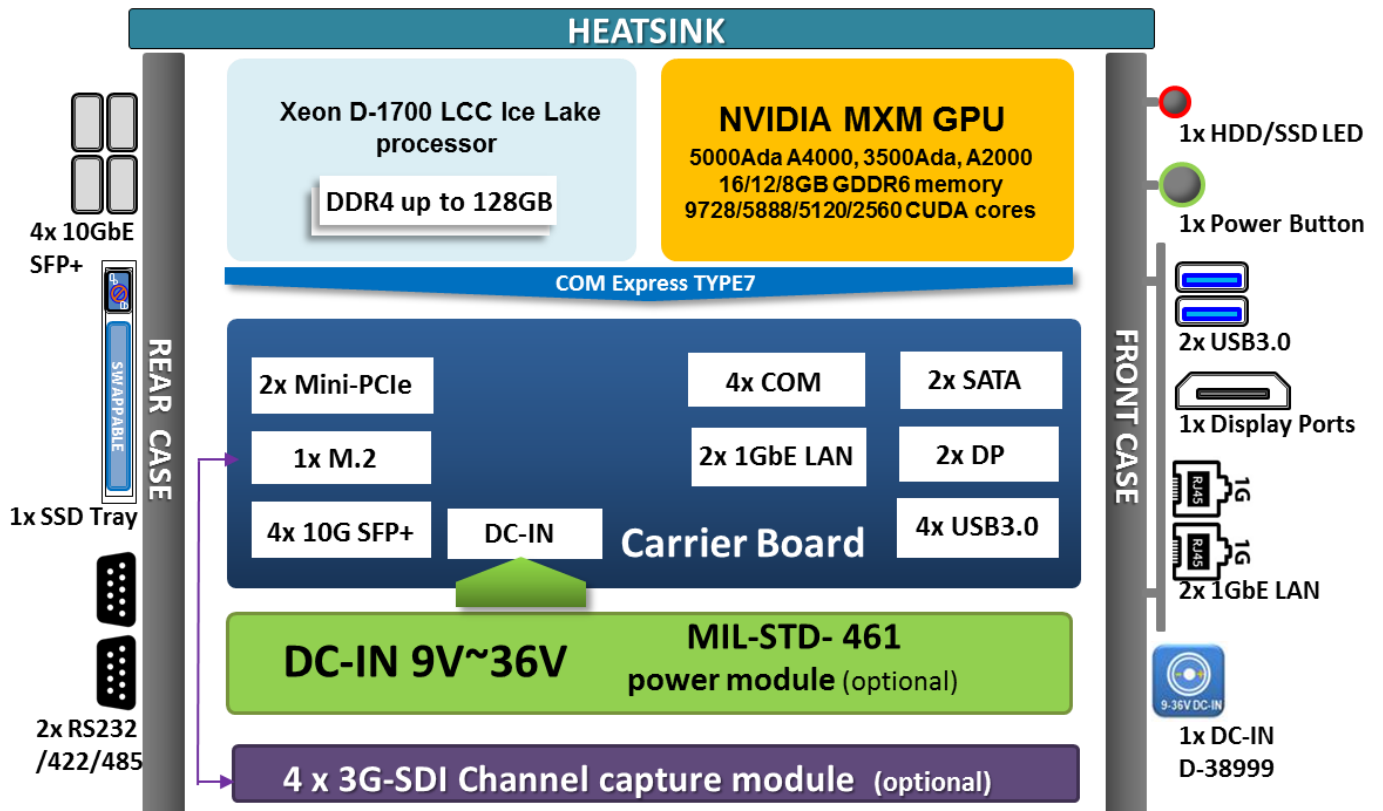 HEATSINK
4x 10GbE
SFP+
UP
SWAPPABLE
1x SSD Tray
2x RS232
/422/485
REAR CASE
Xeon D-1700 LCC Ice Lake
processor
DDR4 up to 128GB
NVIDIA MXM GPU
5000Ada A4000, 3500Ada, A2000
16/12/8GB GDDR6 memory
9728/5888/5120/2560 CUDA cores
COM Express TYPE7
2x Mini-PCIe
4x COM
2x SATA
1x M.2
2x 1GbE LAN
2x DP
4x 10G SFP+
DC-IN
Carrier Board
4x USB3.0
DC-IN 9V~36V
MIL-STD- 461
power module (optional)
4 x 3G-SDI Channel capture module (optional)
FRONT CASE
1x HDD/SSD LED
1x Power Button
2x USB3.0
1x Display Ports
RJ45
1G
RJ45
1G
2x 1GbE LAN
9-36V DC-IN
1x DC-IN
D-38999